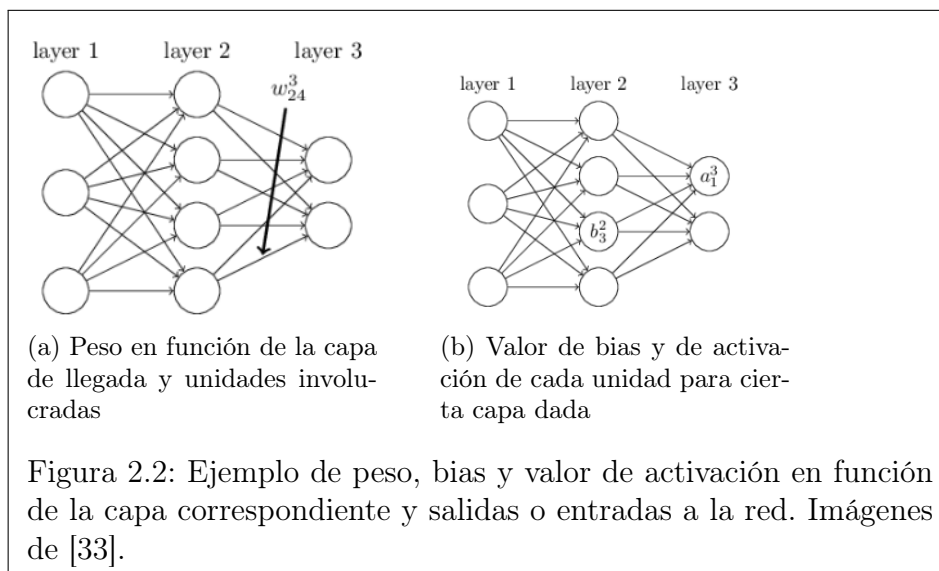 layer 1 layer 2 layer 3
w³₂₄
(a) Peso en función de la capa
de llegada y unidades involu-
cradas
layer 1 layer 2 layer 3
a³₁
b²₃
(b) Valor de bias y de activa-
ción de cada unidad para cier-
ta capa dada
Figura 2.2: Ejemplo de peso, bias y valor de activación en función
de la capa correspondiente y salidas o entradas a la red. Imágenes
de [33].